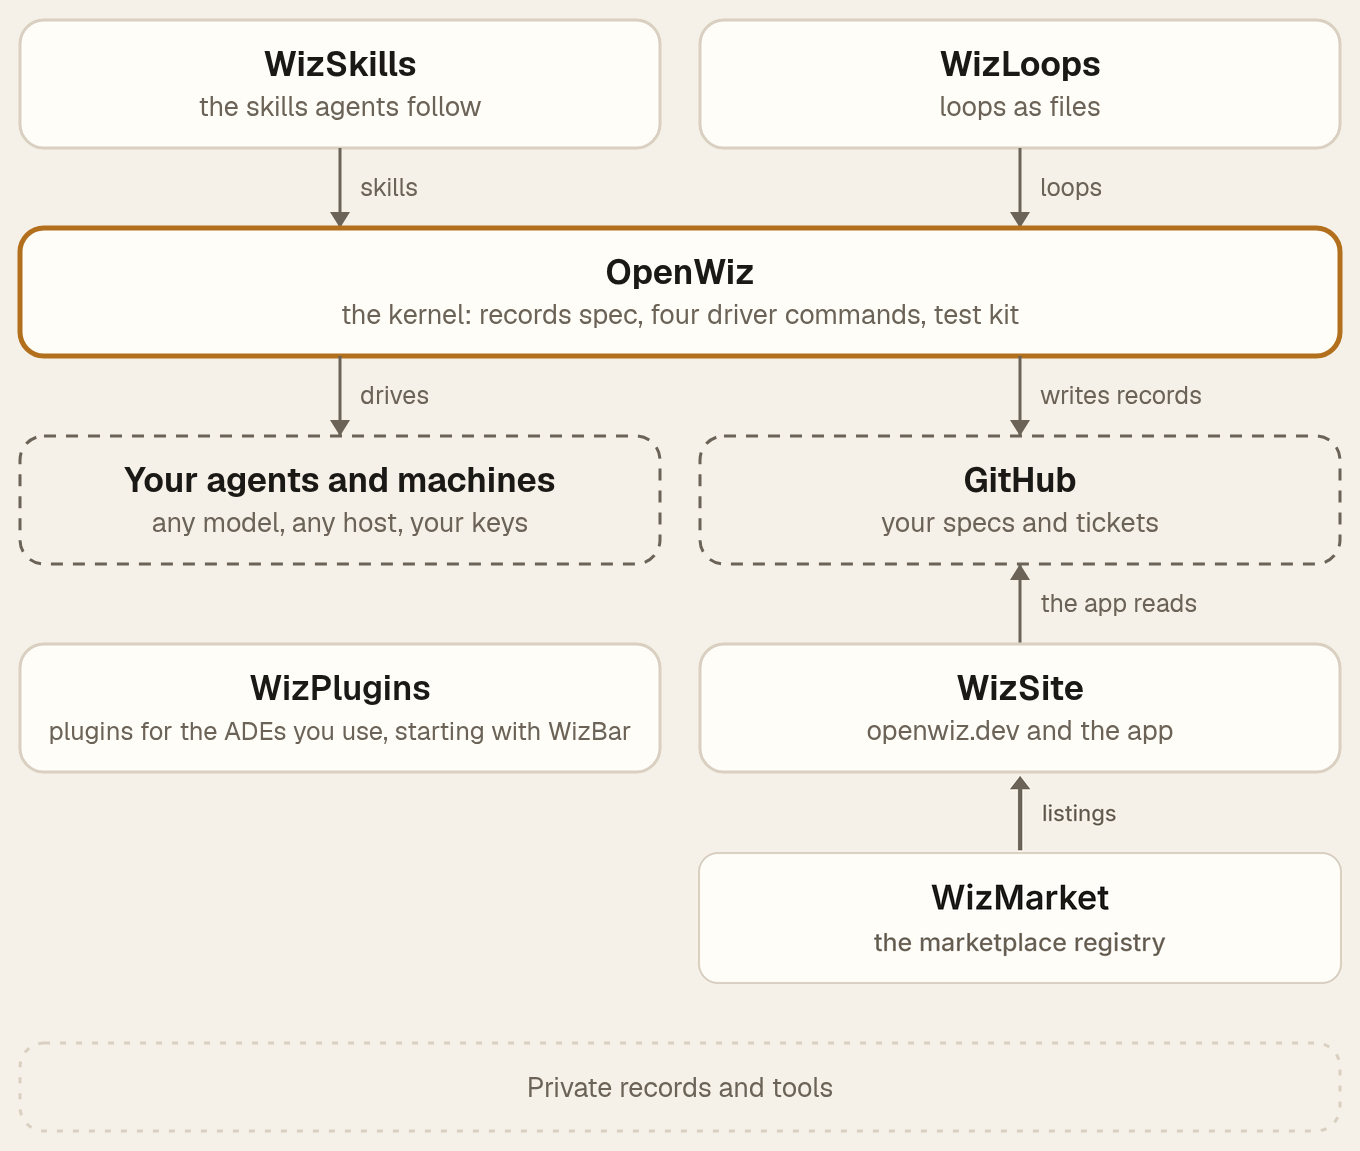 WizSkills
the skills agents follow
WizLoops
loops as files
skills
loops
OpenWiz
the kernel: records spec, four driver commands, test kit
drives
writes records
Your agents and machines
any model, any host, your keys
GitHub
your specs and tickets
the app reads
WizPlugins
plugins for the ADEs you use, starting with WizBar
WizSite
openwiz.dev and the app
listings
WizMarket
the marketplace registry
Private records and tools